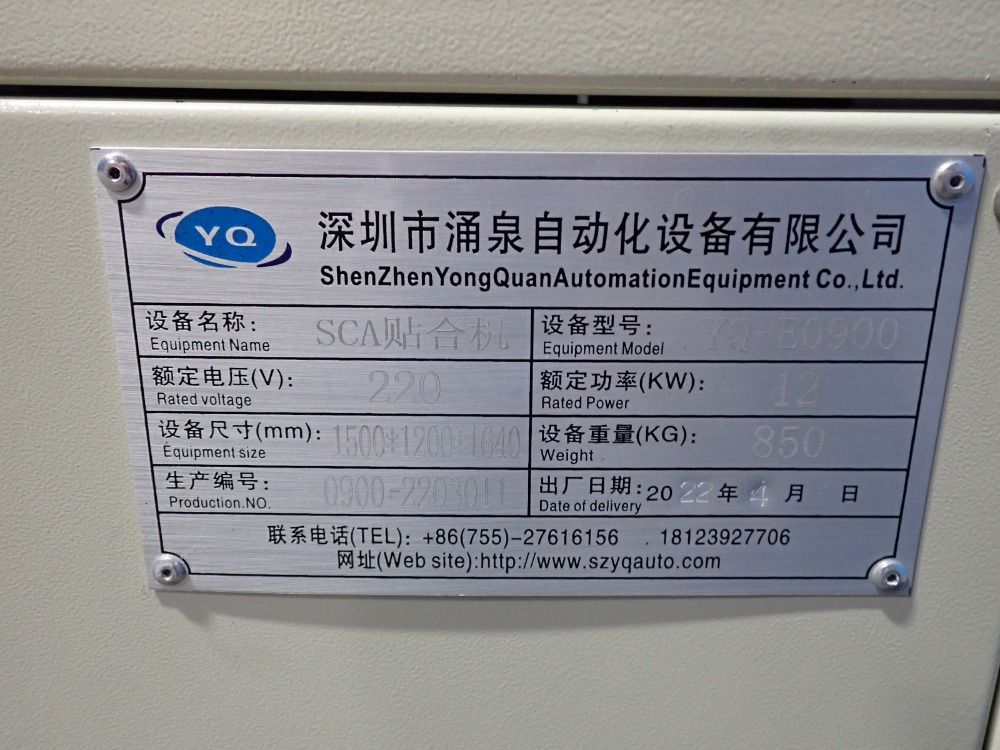 YQ
深圳市涌泉自动化设备有限公司
ShenZhenYongQuanAutomationEquipment Co.,Ltd.
设备名称: SCA贴合机
Equipment Name
设备型号: YQ-E0900
Equipment Model
额定电压(V): 220
Rated voltage
额定功率(KW): 12
Rated Power
设备尺寸(mm): 1500*1200*1640
Equipment size
设备重量(KG): 850
Weight
生产编号: 0900-2203011
Production.NO.
出厂日期: 2022年4月 日
Date of delivery
联系电话(TEL): +86(755)-27616156 . 18123927706
网址(Web site):http://www.szyqauto.com